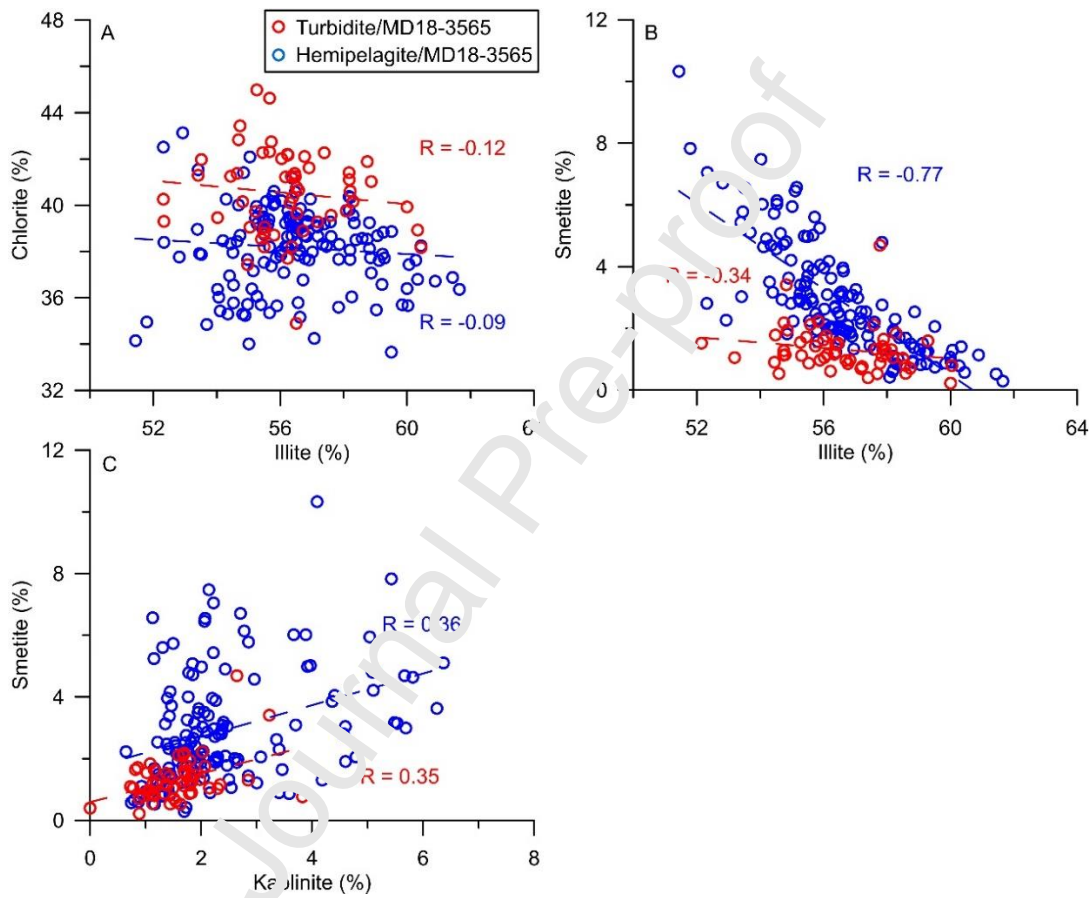 A
Turbidite/MD18-3565
Hemipelagite/MD18-3565
48
44
40
36
32
Chlorite (%)
R = -0.12
R = -0.09
52
56
60
Illite (%)
B
12
8
4
0
Smetite (%)
R = -0.77
R = -0.34
52
56
60
64
Illite (%)
C
12
8
4
0
Smetite (%)
R = 0.36
R = 0.35
0
2
4
6
8
Kaolinite (%)
Journal Pre-proof